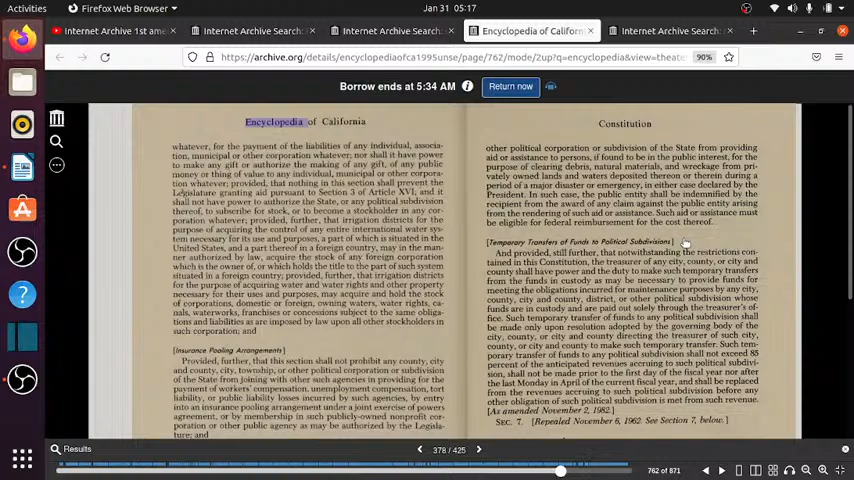 Activities
Firefox Web Browser
Jan 31 05:17
Internet Archive 1st ame
Internet Archive Search:
Internet Archive Search:
Encyclopedia of Californi
Internet Archive Search:
https://archive.org/details/encyclopediaofca1995unse/page/762/mode/2up?q=encyclopedia&view=theate
90%
Borrow ends at 5:34 AM
Return now
Encyclopedia of California
whatever, for the payment of the liabilities of any individual, associa-
tion, municipal or other corporation whatever; nor shall it have power
to make any gift or authorize the making of any gift, of any public
money or thing of value to any individual, municipal or other corpora-
tion whatever; provided, that nothing in this section shall prevent the
Legislature granting aid pursuant to Section 3 of Article XVI; and it
shall not have power to authorize the State, or any political subdivision
thereof, to subscribe for stock, or to become a stockholder in any cor-
poration whatever; provided, further, that irrigation districts for the
purpose of acquiring the control of any entire international water sys-
tem necessary for its use and purposes, a part of which is situated in the
United States, and a part thereof in a foreign country, may in the man-
ner authorized by law, acquire the stock of any foreign corporation
which is the owner of, or which holds the title to the part of such system
situated in a foreign country; provided, further, that irrigation districts
for the purpose of acquiring water and water rights and other property
necessary for their uses and purposes, may acquire and hold the stock
of corporations, domestic or foreign, owning waters, water rights, ca-
nals, waterworks, franchises or concessions subject to the same obliga-
tions and liabilities as are imposed by law upon all other stockholders in
such corporation; and
[Insurance Pooling Arrangements]
Provided, further, that this section shall not prohibit any county, city
and county, city, township, or other political corporation or subdivision
of the State from joining with other such agencies in providing for the
payment of workers' compensation, unemployment compensation, tort
liability, or public liability losses incurred by such agencies, by entry
into an insurance pooling arrangement under a joint exercise of powers
agreement, or by membership in such publicly-owned nonprofit cor-
poration or other public agency as may be authorized by the Legisla-
ture; and
Constitution
other political corporation or subdivision of the State from providing
aid or assistance to persons, if found to be in the public interest, for the
purpose of clearing debris, natural materials, and wreckage from pri-
vately owned lands and waters deposited thereon or therein during a
period of a major disaster or emergency, in either case declared by the
President. In such case, the public entity shall be indemnified by the
recipient from the award of any claim against the public entity arising
from the rendering of such aid or assistance. Such aid or assistance must
be eligible for federal reimbursement for the cost thereof.
[Temporary Transfers of Funds to Political Subdivisions]
And provided, still further, that notwithstanding the restrictions con-
tained in this Constitution, the treasurer of any city, county, or city and
county shall have power and the duty to make such temporary transfers
from the funds in custody as may be necessary to provide funds for
meeting the obligations incurred for maintenance purposes by any city,
county, city and county, district, or other political subdivision whose
funds are in custody and are paid out solely through the treasurer's of-
fice. Such temporary transfer of funds to any political subdivision shall
be made only upon resolution adopted by the governing body of the
city, county, or city and county directing the treasurer of such city,
county, or city and county to make such temporary transfer. Such tem-
porary transfer of funds to any political subdivision shall not exceed 85
percent of the anticipated revenues accruing to such political subdivi-
sion, shall not be made prior to the first day of the fiscal year nor after
the last Monday in April of the current fiscal year, and shall be replaced
from the revenues accruing to such political subdivision before any
other obligation of such political subdivision is met from such revenue.
[As amended November 2, 1982.]
SEC. 7. [Repealed November 6, 1962. See Section 7, below.]
Results
378 / 425
762 of 871